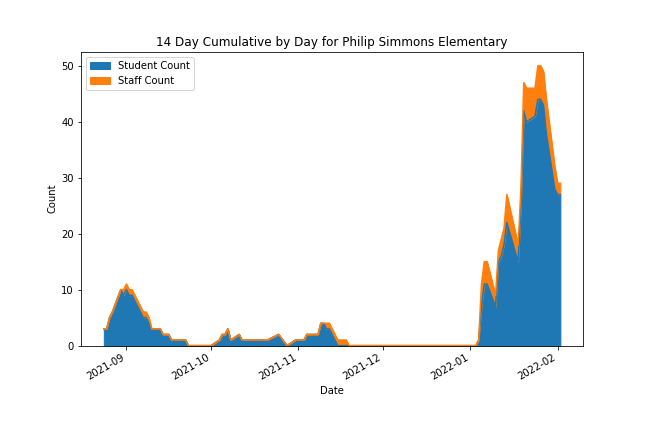 14 Day Cumulative by Day for Philip Simmons Elementary
Student Count
Staff Count
50
40
30
20
10
0
Count
2021-09
2021-10
2021-11
2021-12
2022-01
2022-02
Date